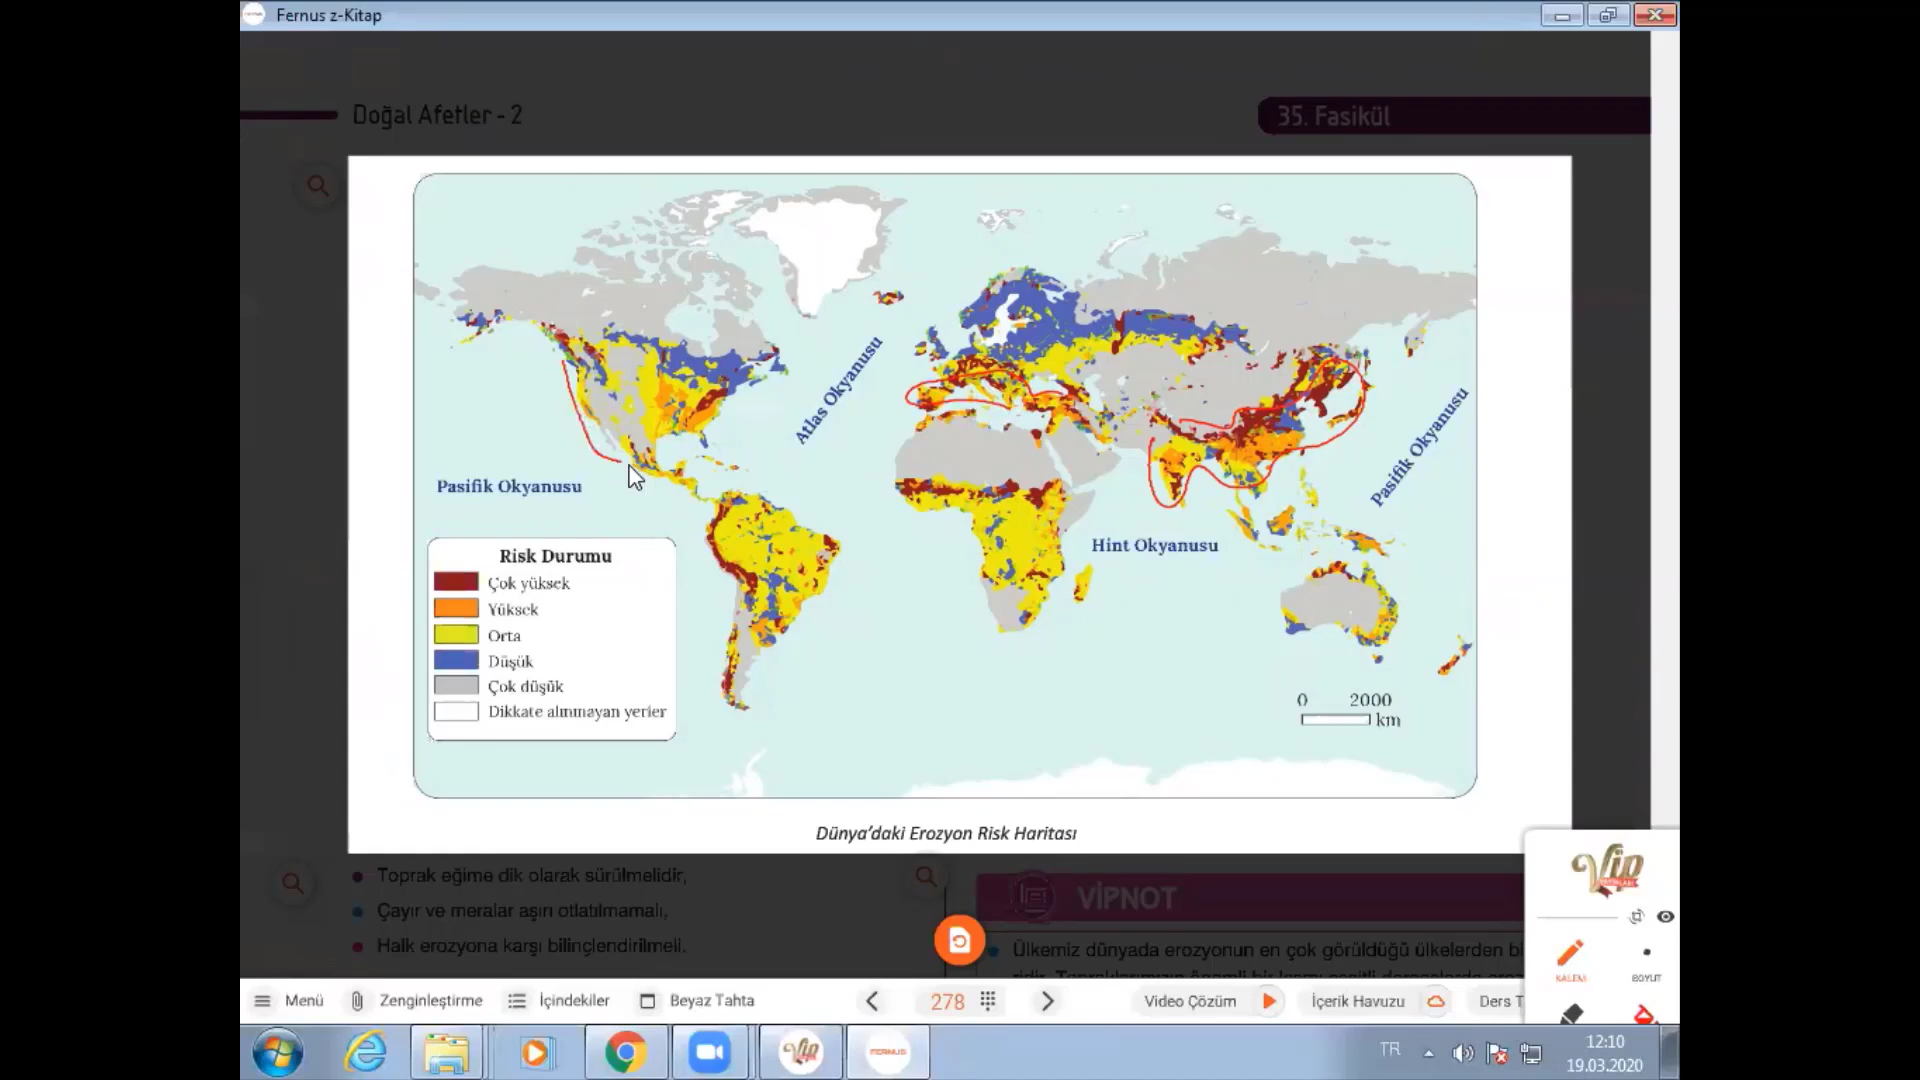 Fernus z-Kitap
Doğal Afetler - 2
35. Fasikül
Atlas Okyanusu
Pasifik Okyanusu
Pasifik Okyanusu
Hint Okyanusu
Risk Durumu
Çok yüksek
Yüksek
Orta
Düşük
Çok düşük
Dikkate alınmayan yerler
0 2000
km
Dünya'daki Erozyon Risk Haritası
Toprak eğime dik olarak sürülmelidir,
Çayır ve meralar aşırı otlatılmamalı,
Halk erozyona karşı bilinçlendirilmeli.
VİPNOT
Ülkemiz dünyada erozyonun en çok görüldüğü ülkelerden bi
Vip
KALEM
BOYUT
Menü
Zenginleştirme
İçindekiler
Beyaz Tahta
278
Video Çözüm
İçerik Havuzu
Ders T
Vip
FERNUS
TR
12:10
19.03.2020